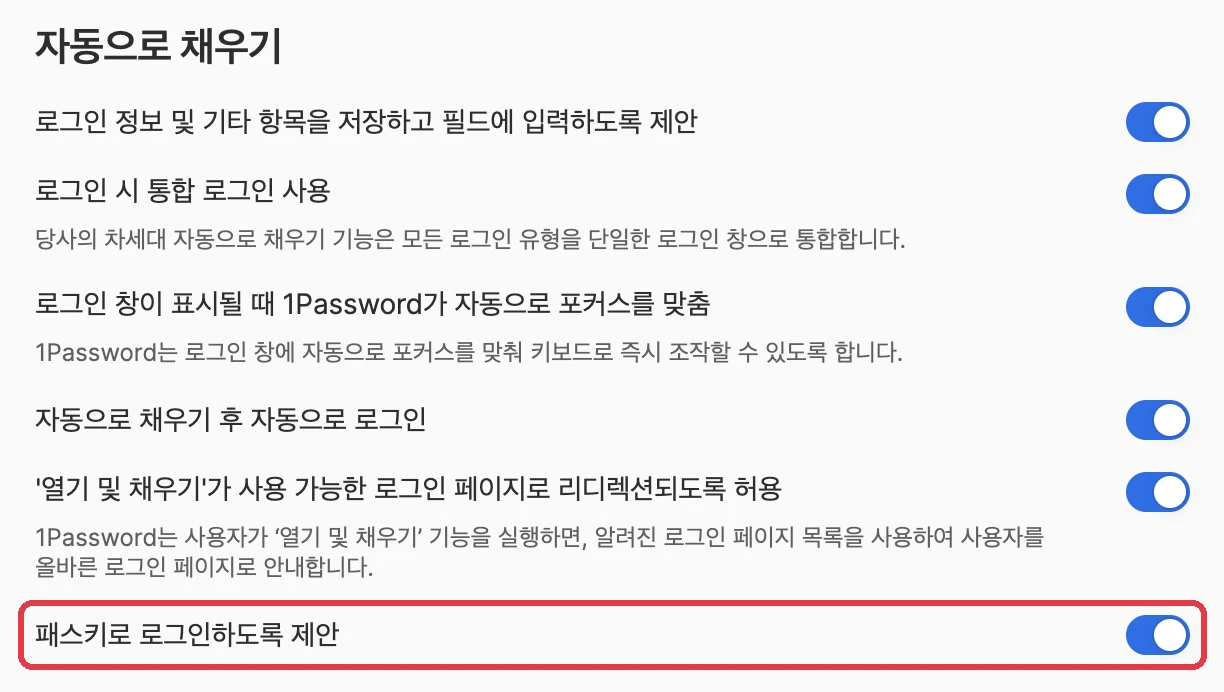 자동으로 채우기
로그인 정보 및 기타 항목을 저장하고 필드에 입력하도록 제안
로그인 시 통합 로그인 사용
당사의 차세대 자동으로 채우기 기능은 모든 로그인 유형을 단일한 로그인 창으로 통합합니다.
로그인 창이 표시될 때 1Password가 자동으로 포커스를 맞춤
1Password는 로그인 창에 자동으로 포커스를 맞춰 키보드로 즉시 조작할 수 있도록 합니다.
자동으로 채우기 후 자동으로 로그인
'열기 및 채우기'가 사용 가능한 로그인 페이지로 리디렉션되도록 허용
1Password는 사용자가 ‘열기 및 채우기’ 기능을 실행하면, 알려진 로그인 페이지 목록을 사용하여 사용자를
올바른 로그인 페이지로 안내합니다.
패스키로 로그인하도록 제안